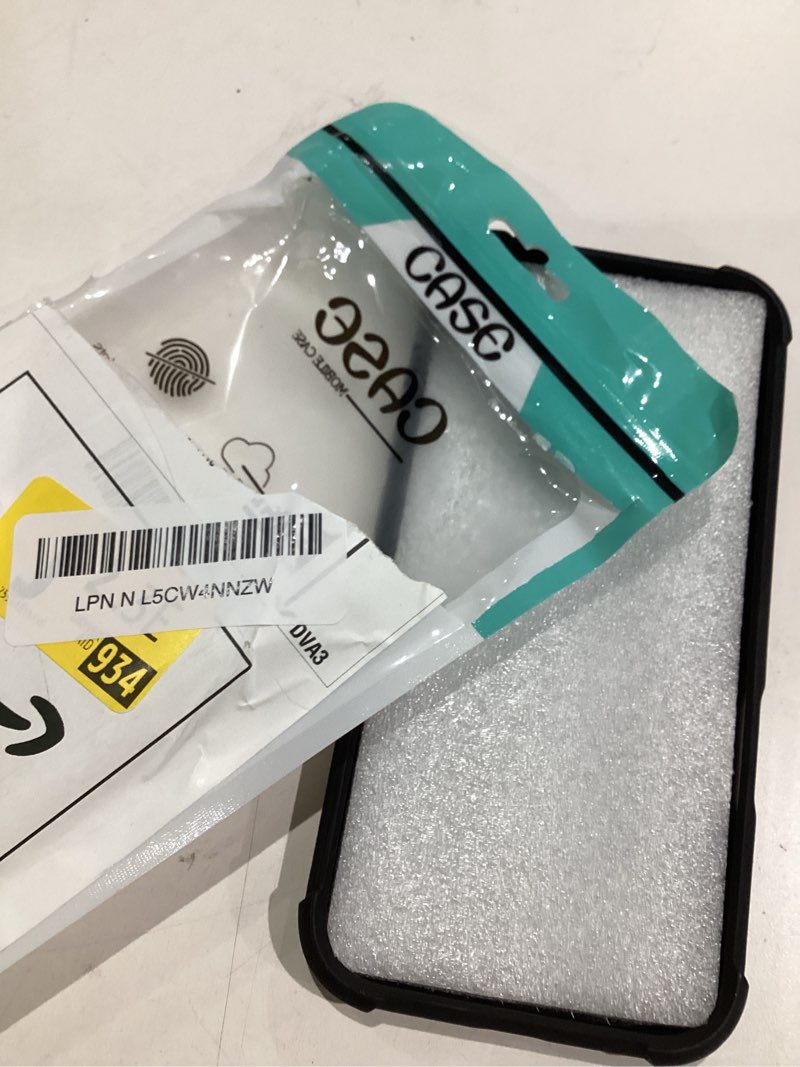 CASE
CASE
MOBILE CASE
LPN N L5CW4NNZW
DVA3
934